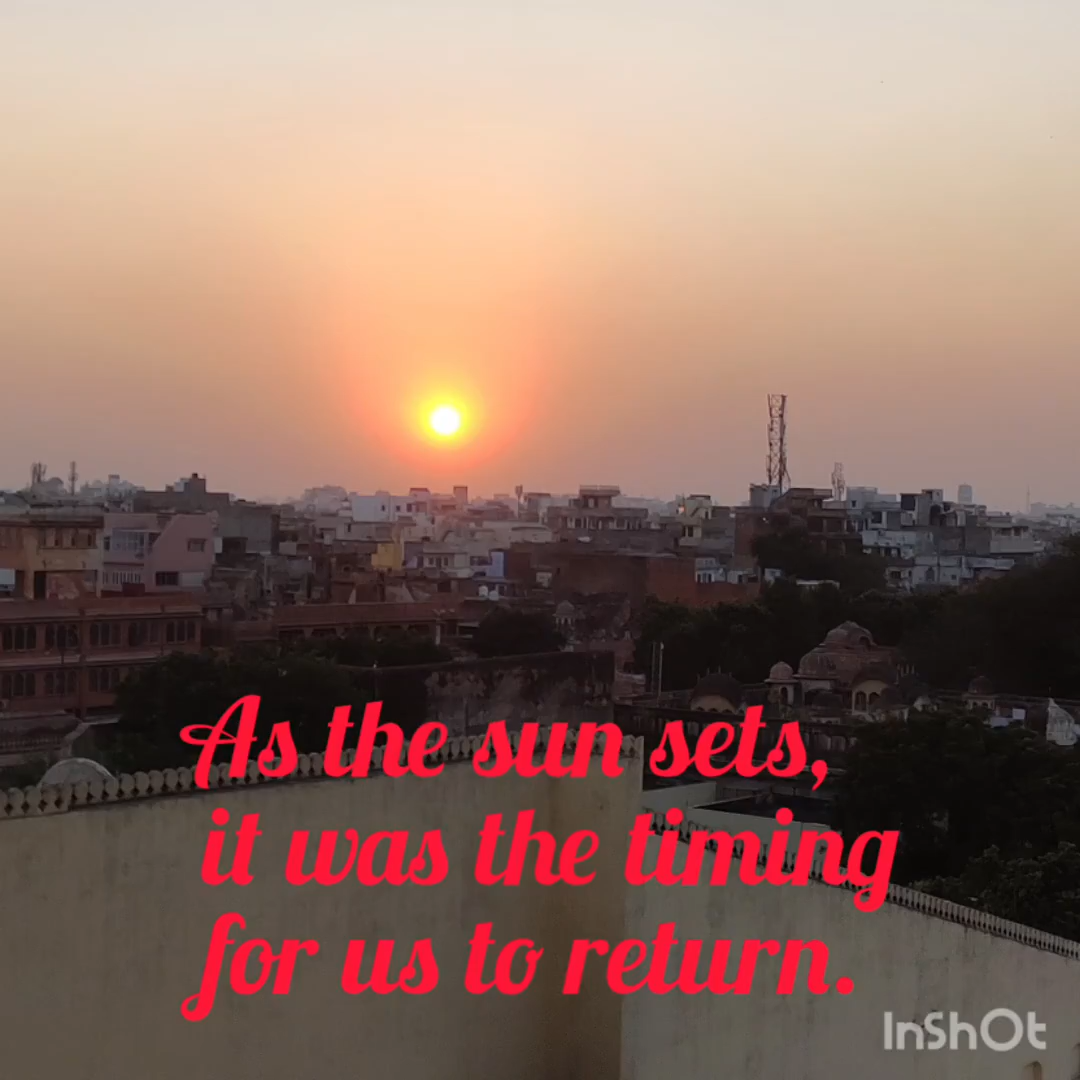 As the sun sets,
it was the timing
for us to return.
InShOt